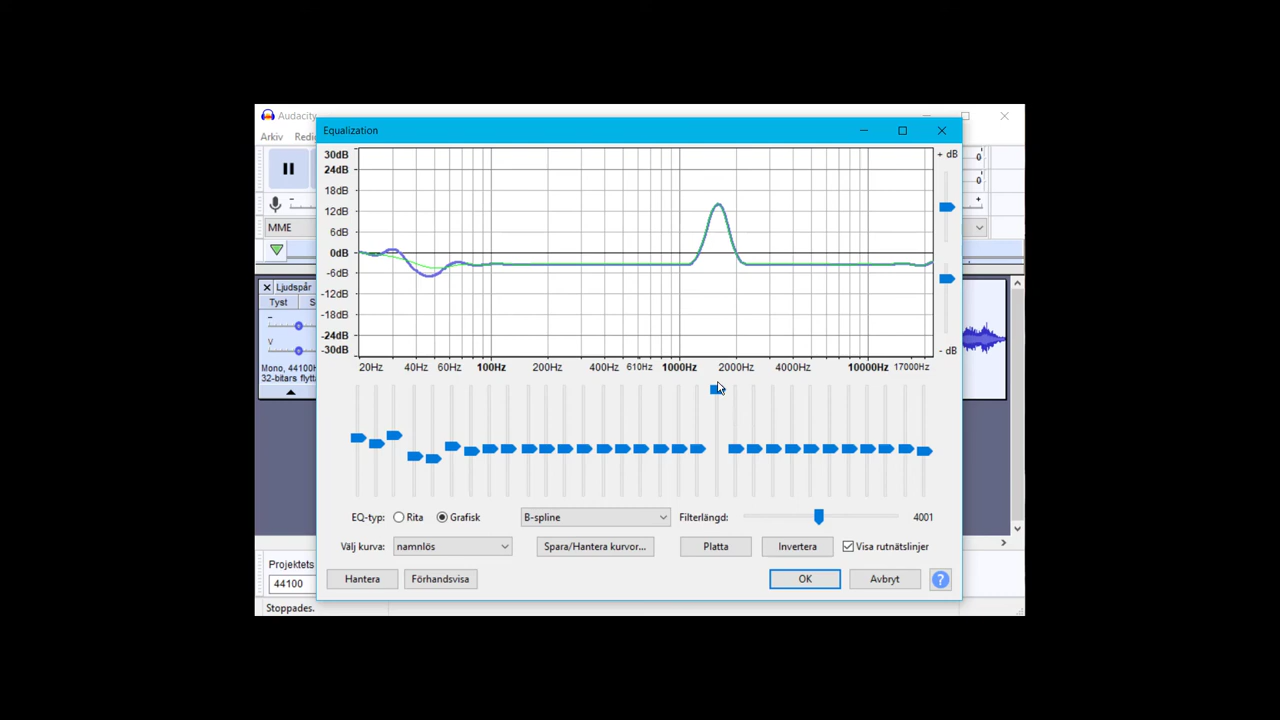 Audacity
Equalization
Arkiv Redi
30dB
24dB
18dB
12dB
6dB
0dB
-6dB
-12dB
-18dB
-24dB
-30dB
+ dB
- dB
0
0
- +
MME
Ljudspår
Tyst S
-
V
Mono, 44100H
32-bitars flytta
20Hz 40Hz 60Hz 100Hz 200Hz 400Hz 610Hz 1000Hz 2000Hz 4000Hz 10000Hz 17000Hz
EQ-typ: Rita Grafisk B-spline Filterlängd: 4001
Välj kurva: namnlös Spara/Hantera kurvor... Platta Invertera Visa rutnätslinjer
Hantera Förhandsvisa OK Avbryt ?
Projektets
44100
Stoppades.